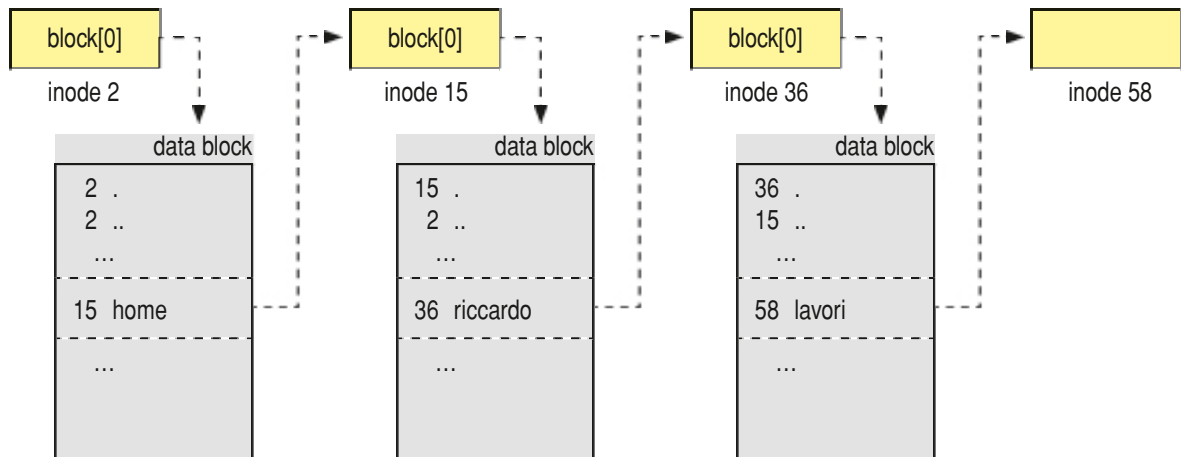 block[0]
inode 2
data block
2 .
2 ..
...
15 home
...
block[0]
inode 15
data block
15 .
2 ..
...
36 riccardo
...
block[0]
inode 36
data block
36 .
15 ..
...
58 lavori
...
inode 58